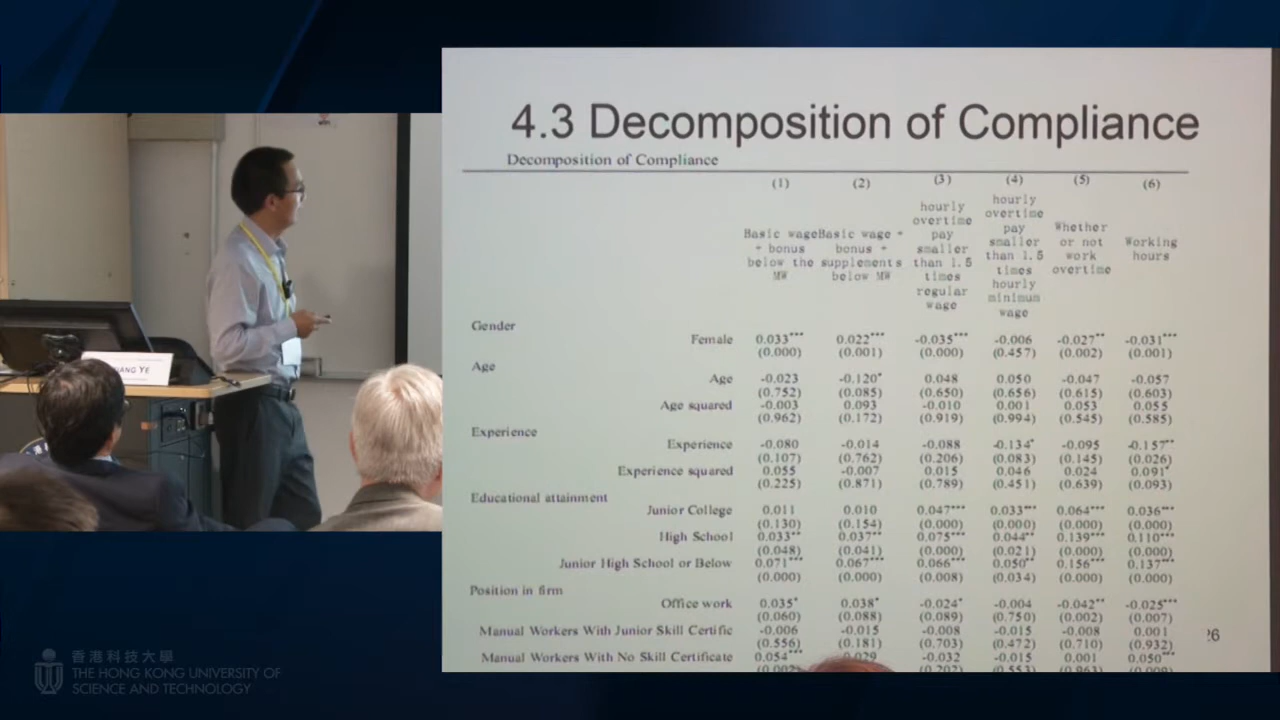 4.3 Decomposition of Compliance
Decomposition of Compliance
(1) (2) (3) (4) (5) (6)
Basic wage + bonus below the MW
Basic wage + bonus + supplements below MW
hourly overtime pay smaller than 1.5 times regular wage
hourly overtime pay smaller than 1.5 times hourly minimum wage
Whether or not work overtime
Working hours
Gender
Female 0.033*** 0.022*** -0.035*** -0.006 -0.027** -0.031***
(0.000) (0.001) (0.000) (0.457) (0.002) (0.001)
Age
Age -0.023 -0.120* 0.048 0.050 -0.047 -0.057
(0.752) (0.085) (0.650) (0.656) (0.615) (0.603)
Age squared -0.003 0.093 -0.010 0.001 0.053 0.055
(0.962) (0.172) (0.919) (0.994) (0.545) (0.585)
Experience
Experience -0.080 -0.014 -0.088 -0.134* -0.095 -0.157**
(0.107) (0.762) (0.206) (0.083) (0.145) (0.026)
Experience squared 0.055 -0.007 0.015 0.046 0.024 0.091*
(0.225) (0.871) (0.789) (0.451) (0.639) (0.093)
Educational attainment
Junior College 0.011 0.010 0.047*** 0.033*** 0.064*** 0.036***
(0.130) (0.154) (0.000) (0.000) (0.000) (0.000)
High School 0.033** 0.037** 0.075*** 0.044** 0.139*** 0.110***
(0.048) (0.041) (0.000) (0.021) (0.000) (0.000)
Junior High School or Below 0.071*** 0.067*** 0.066*** 0.050** 0.156*** 0.137***
(0.000) (0.000) (0.008) (0.034) (0.000) (0.000)
Position in firm
Office work 0.035* 0.038* -0.024* -0.004 -0.042** -0.025***
(0.060) (0.088) (0.089) (0.750) (0.002) (0.007)
Manual Workers With Junior Skill Certific -0.006 -0.015 -0.008 -0.015 -0.008 0.001
(0.556) (0.181) (0.703) (0.472) (0.710) (0.932)
Manual Workers With No Skill Certificate 0.054*** -0.032 -0.015 0.001 0.050***
26
YE
香港科技大學
THE HONG KONG UNIVERSITY OF
SCIENCE AND TECHNOLOGY